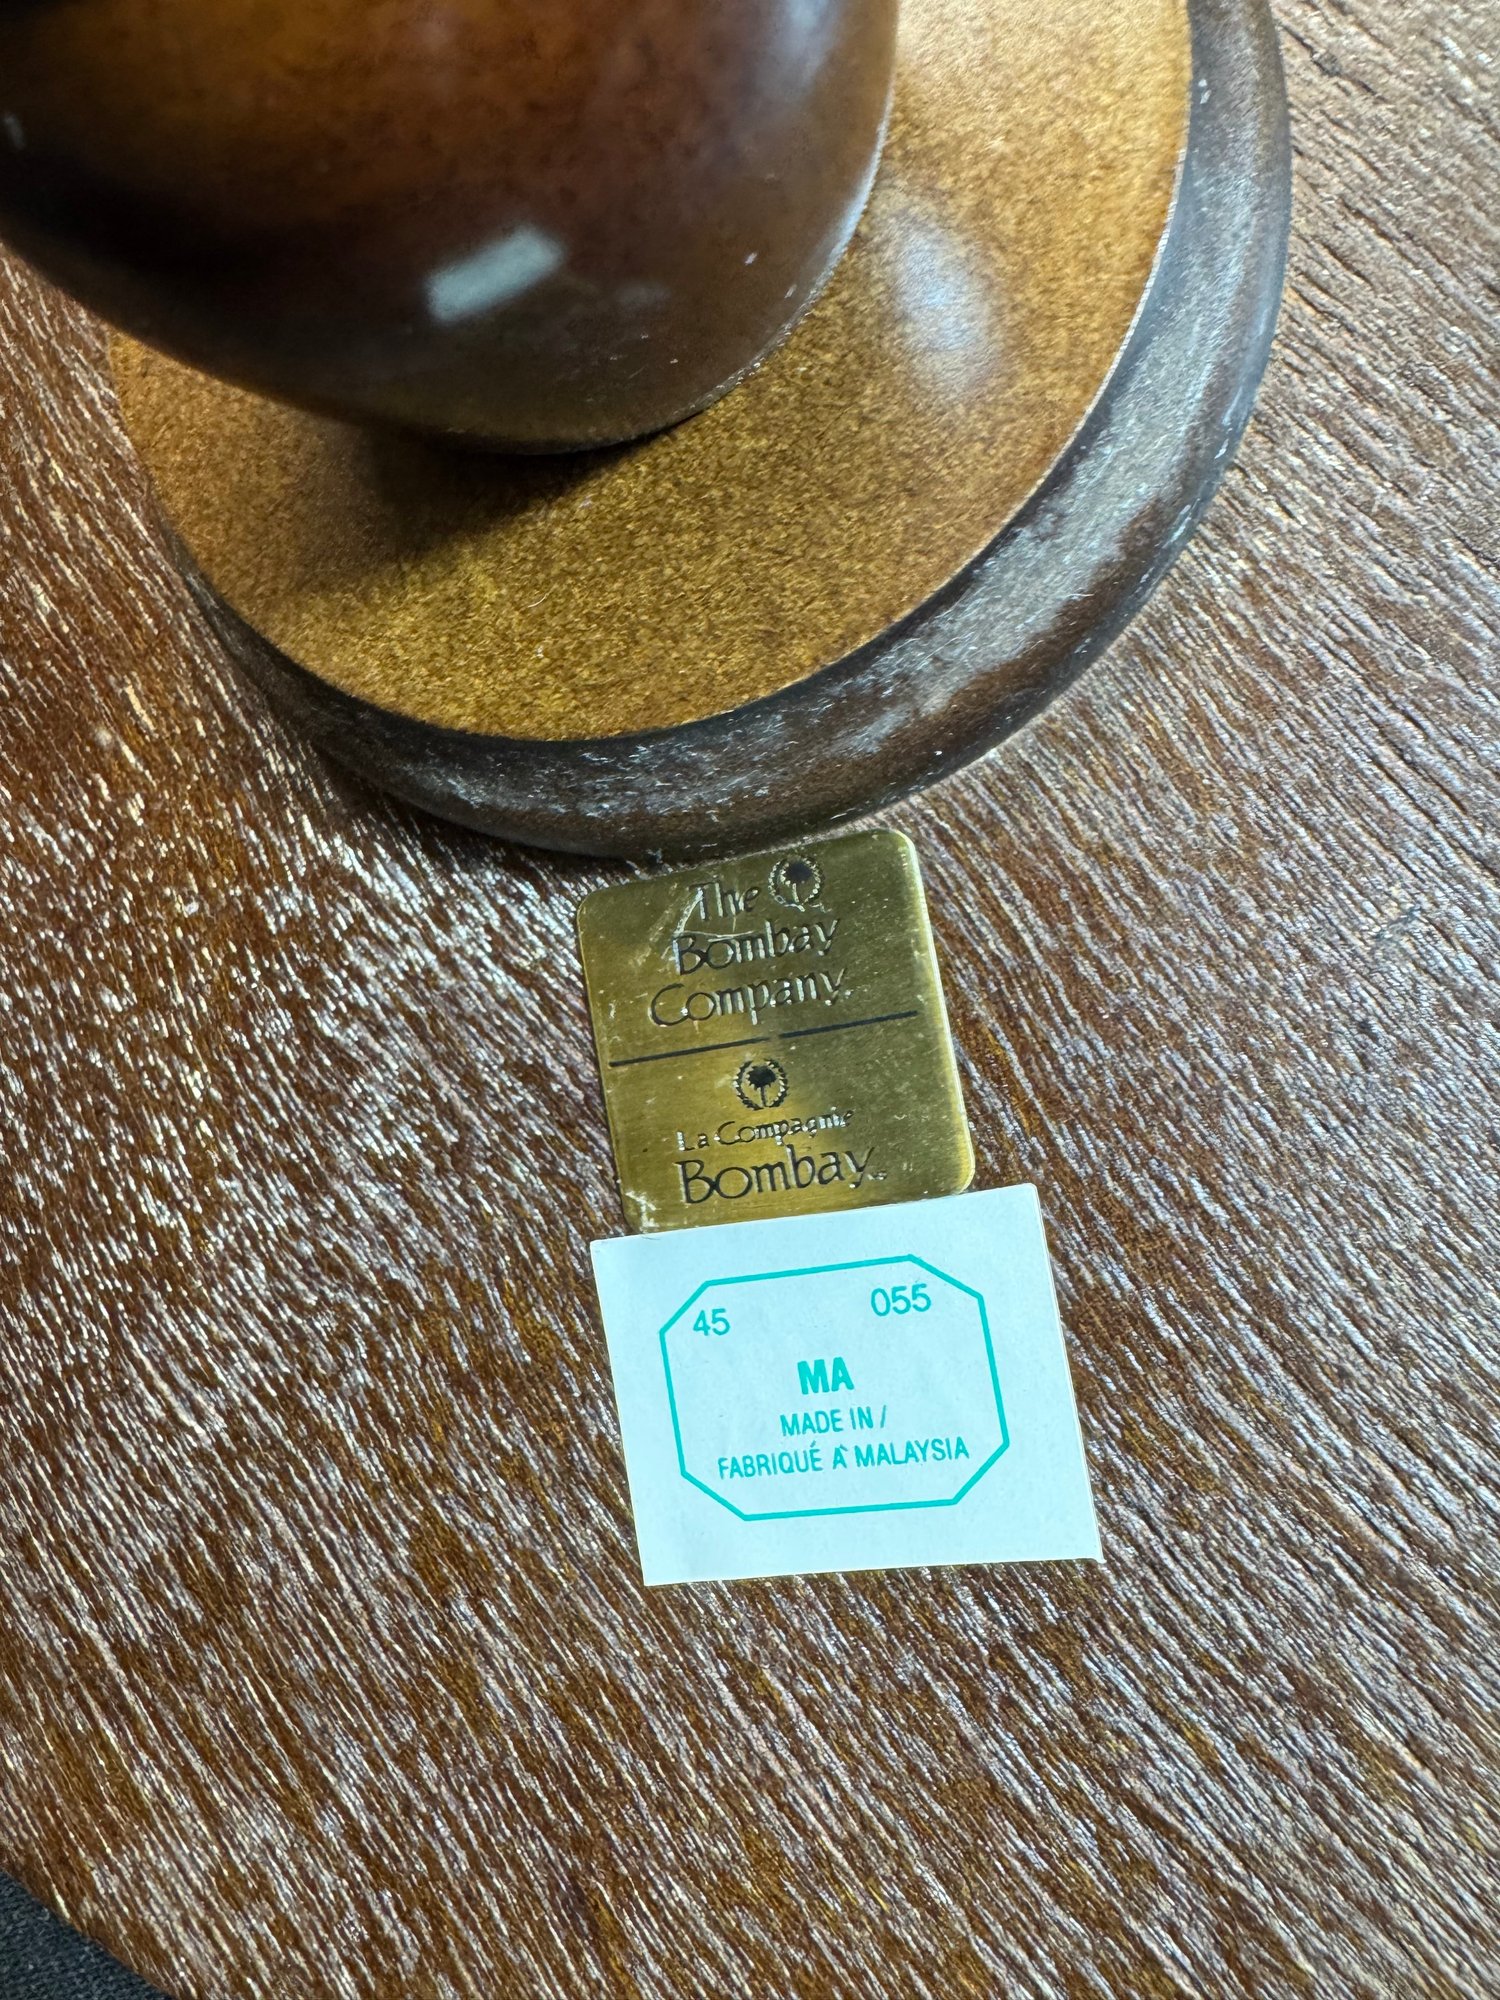 The
Bombay
Company
La Compagnie
Bombay
45 055
MA
MADE IN /
FABRIQUÉ À MALAYSIA